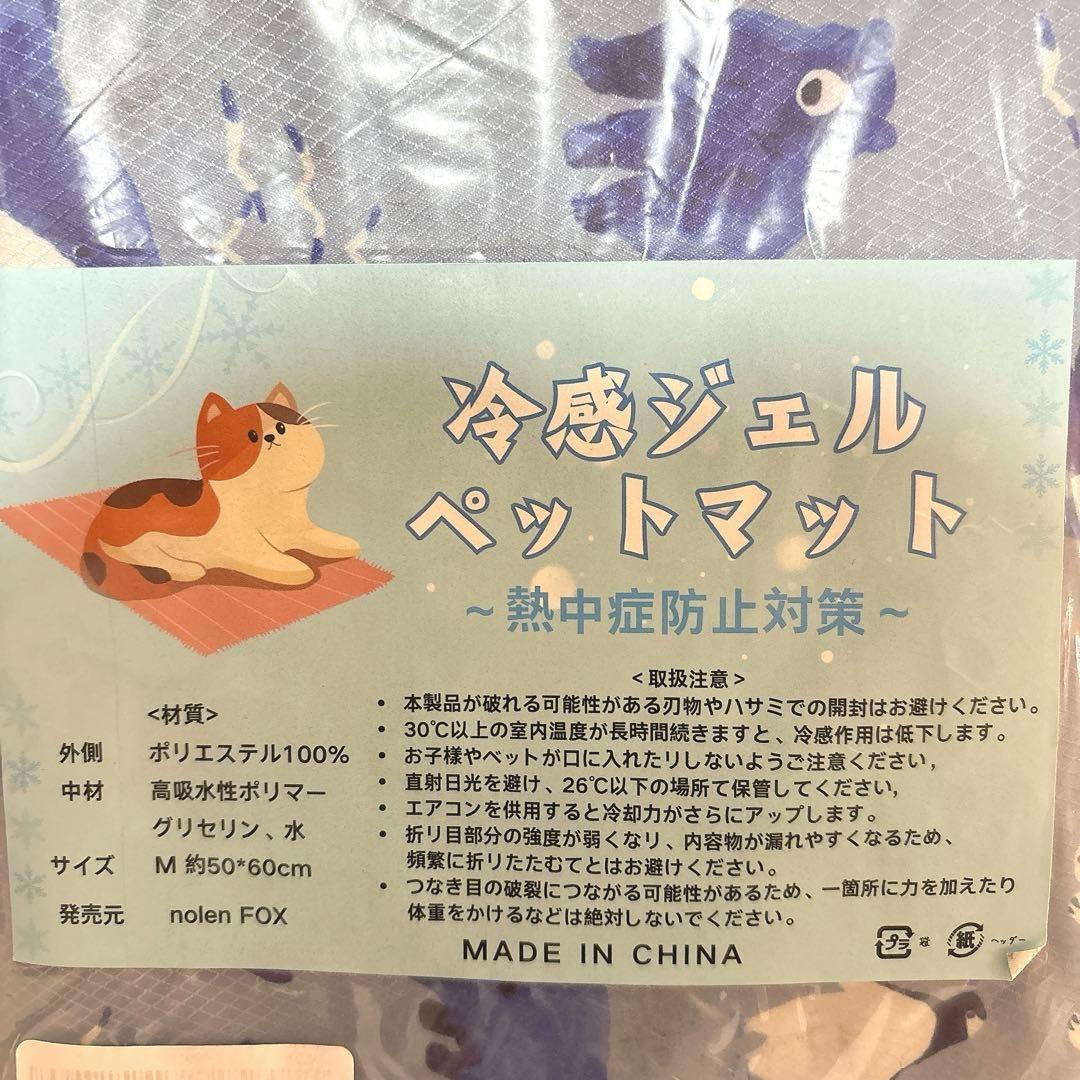 冷感ジェル
ペットマット
~熱中症防止対策~
<材質>
外側 ポリエステル100%
中材 高吸水性ポリマー
グリセリン、水
サイズ M 約50*60cm
発売元 nolen FOX
<取扱注意>
• 本製品が破れる可能性がある刃物やハサミでの開封はお避けください。
• 30℃以上の室内温度が長時間続きますと、冷感作用は低下します。
• お子様やペットが口に入れたリしないようご注意ください,
• 直射日光を避け、26℃以下の場所て保管してください,
• エアコンを供用すると冷却力がさらにアップします。
• 折リ目部分の強度が弱くなリ、内容物が漏れやすくなるため、
頻繁に折リたたむてとはお避けください。
• つなき目の破裂につながる可能性があるため、一箇所に力を加えたり
体重をかけるなどは絶対しないでください。
MADE IN CHINA
プラ 袋 紙 ヘッダー